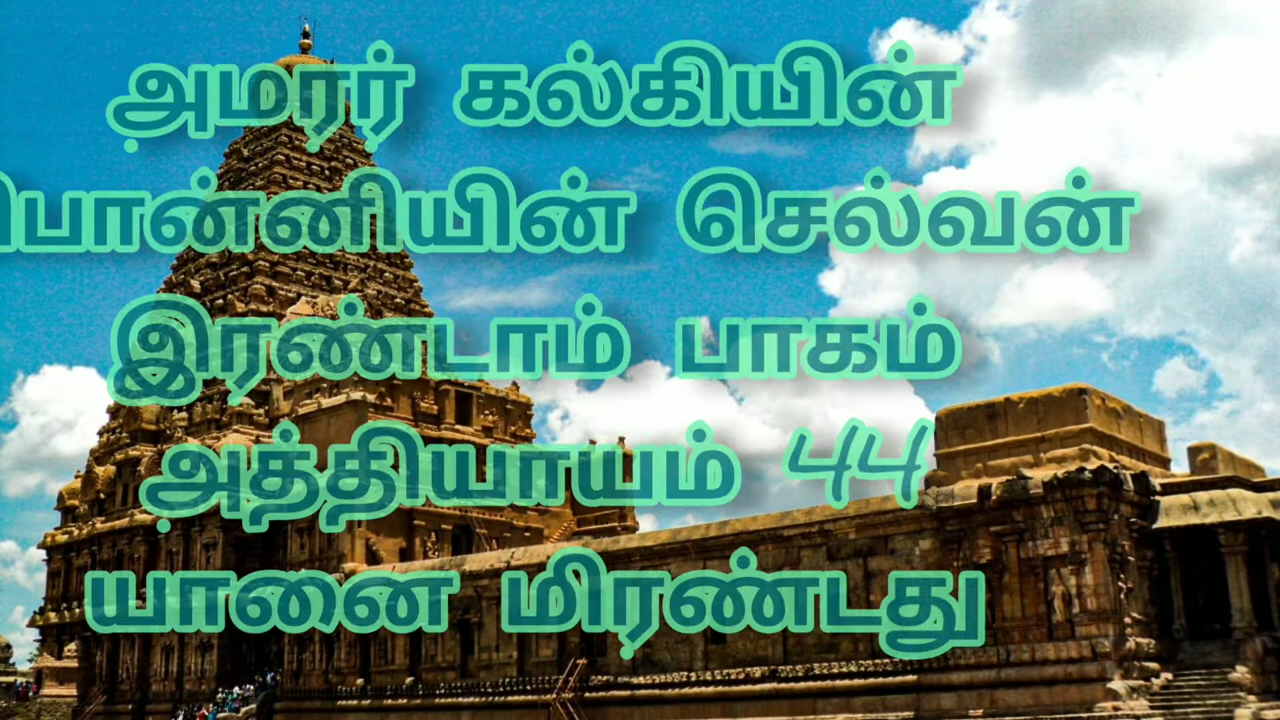 அமரர் கல்கியின்
பொன்னியின் செல்வன்
இரண்டாம் பாகம்
அத்தியாயம் 44
யானை மிரண்டது